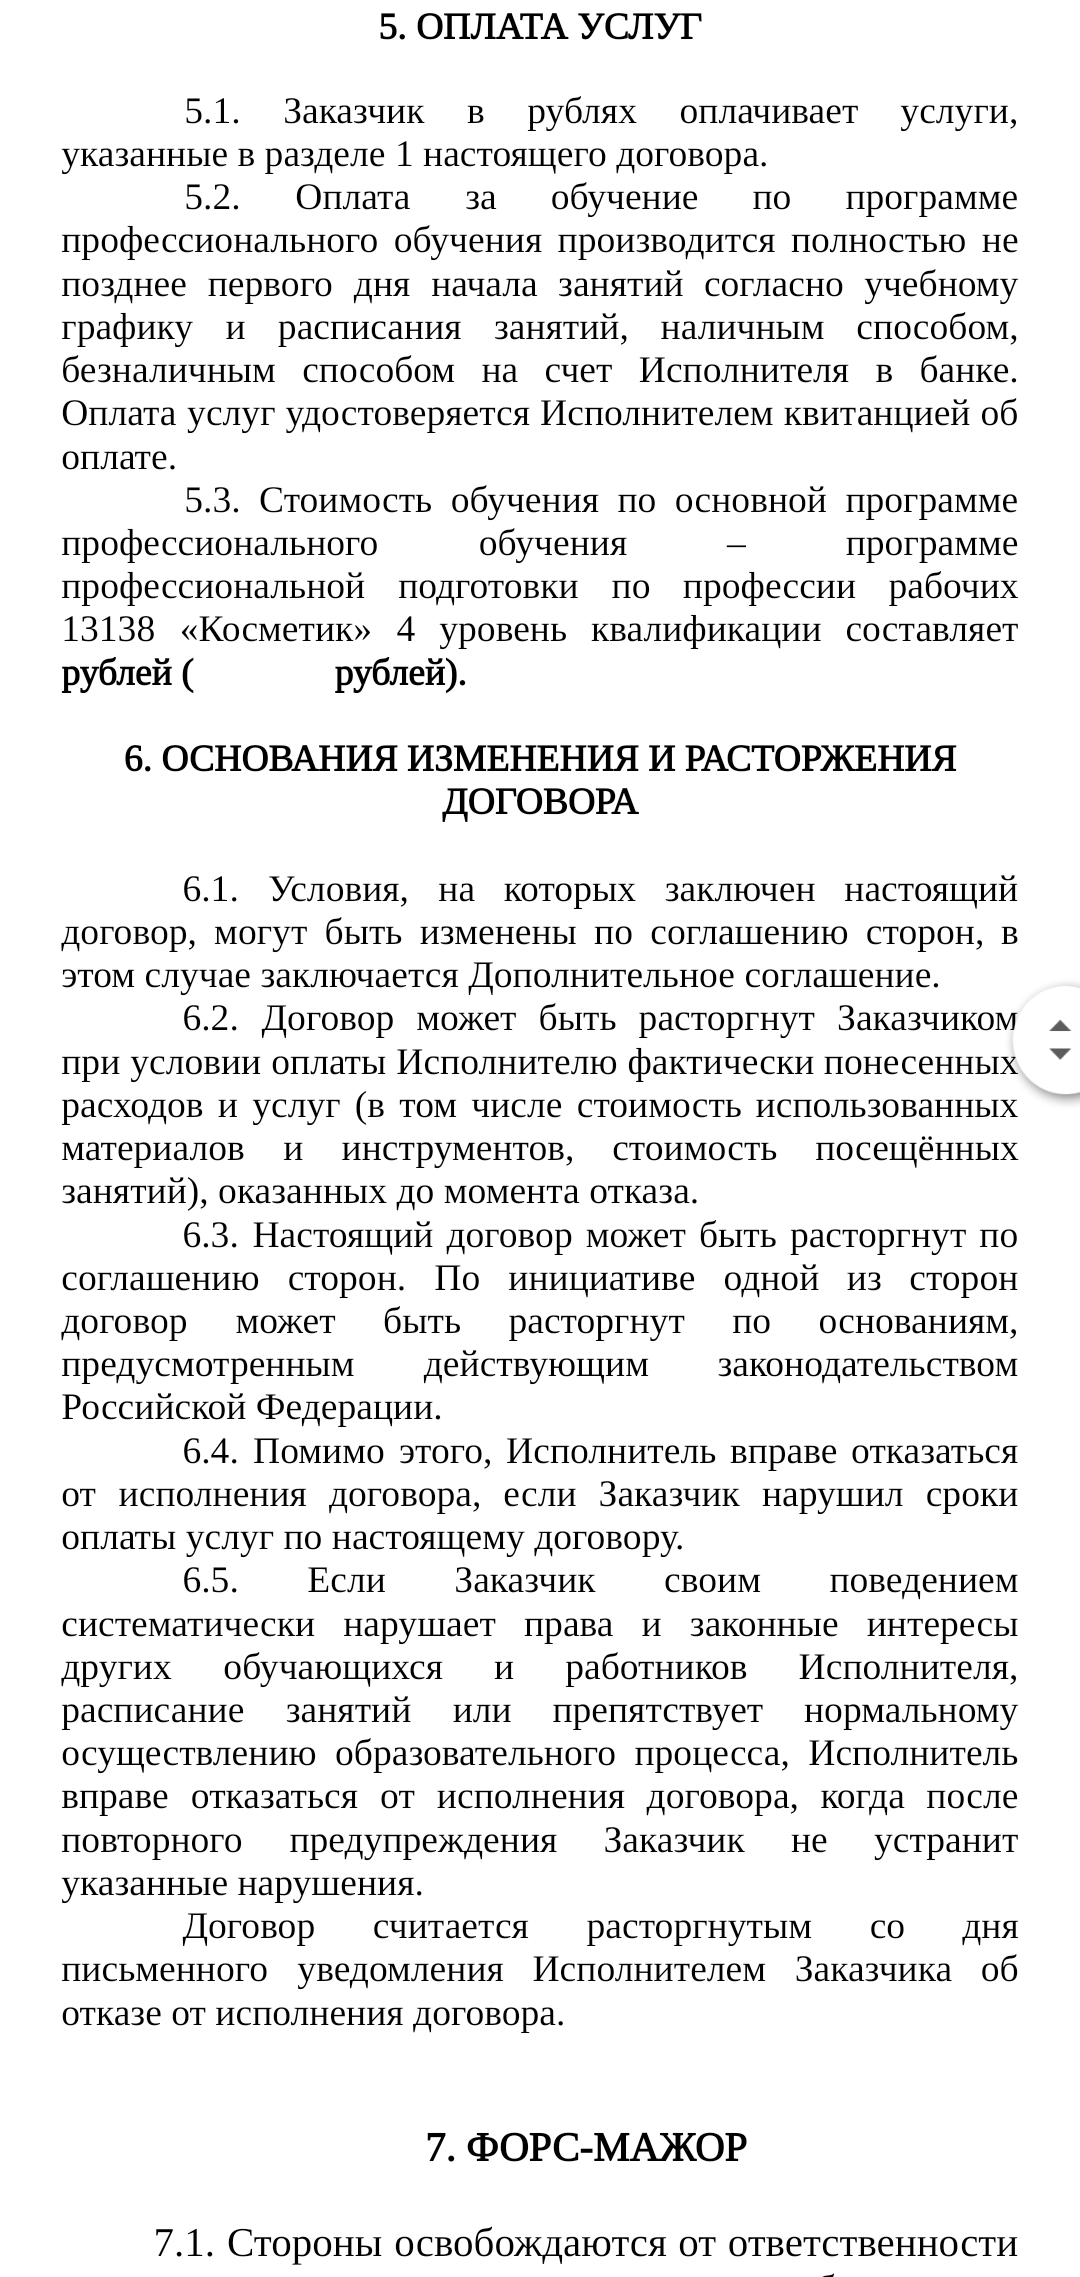 5. ОПЛАТА УСЛУГ
5.1. Заказчик в рублях оплачивает услуги,
указанные в разделе 1 настоящего договора.
5.2. Оплата за обучение по программе
профессионального обучения производится полностью не
позднее первого дня начала занятий согласно учебному
графику и расписания занятий, наличным способом,
безналичным способом на счет Исполнителя в банке.
Оплата услуг удостоверяется Исполнителем квитанцией об
оплате.
5.3. Стоимость обучения по основной программе
профессионального обучения – программе
профессиональной подготовки по профессии рабочих
13138 «Косметик» 4 уровень квалификации составляет
рублей ( рублей).
6. ОСНОВАНИЯ ИЗМЕНЕНИЯ И РАСТОРЖЕНИЯ
ДОГОВОРА
6.1. Условия, на которых заключен настоящий
договор, могут быть изменены по соглашению сторон, в
этом случае заключается Дополнительное соглашение.
6.2. Договор может быть расторгнут Заказчиком
при условии оплаты Исполнителю фактически понесенных
расходов и услуг (в том числе стоимость использованных
материалов и инструментов, стоимость посещённых
занятий), оказанных до момента отказа.
6.3. Настоящий договор может быть расторгнут по
соглашению сторон. По инициативе одной из сторон
договор может быть расторгнут по основаниям,
предусмотренным действующим законодательством
Российской Федерации.
6.4. Помимо этого, Исполнитель вправе отказаться
от исполнения договора, если Заказчик нарушил сроки
оплаты услуг по настоящему договору.
6.5. Если Заказчик своим поведением
систематически нарушает права и законные интересы
других обучающихся и работников Исполнителя,
расписание занятий или препятствует нормальному
осуществлению образовательного процесса, Исполнитель
вправе отказаться от исполнения договора, когда после
повторного предупреждения Заказчик не устранит
указанные нарушения.
Договор считается расторгнутым со дня
письменного уведомления Исполнителем Заказчика об
отказе от исполнения договора.
7. ФОРС-МАЖОР
7.1. Стороны освобождаются от ответственности